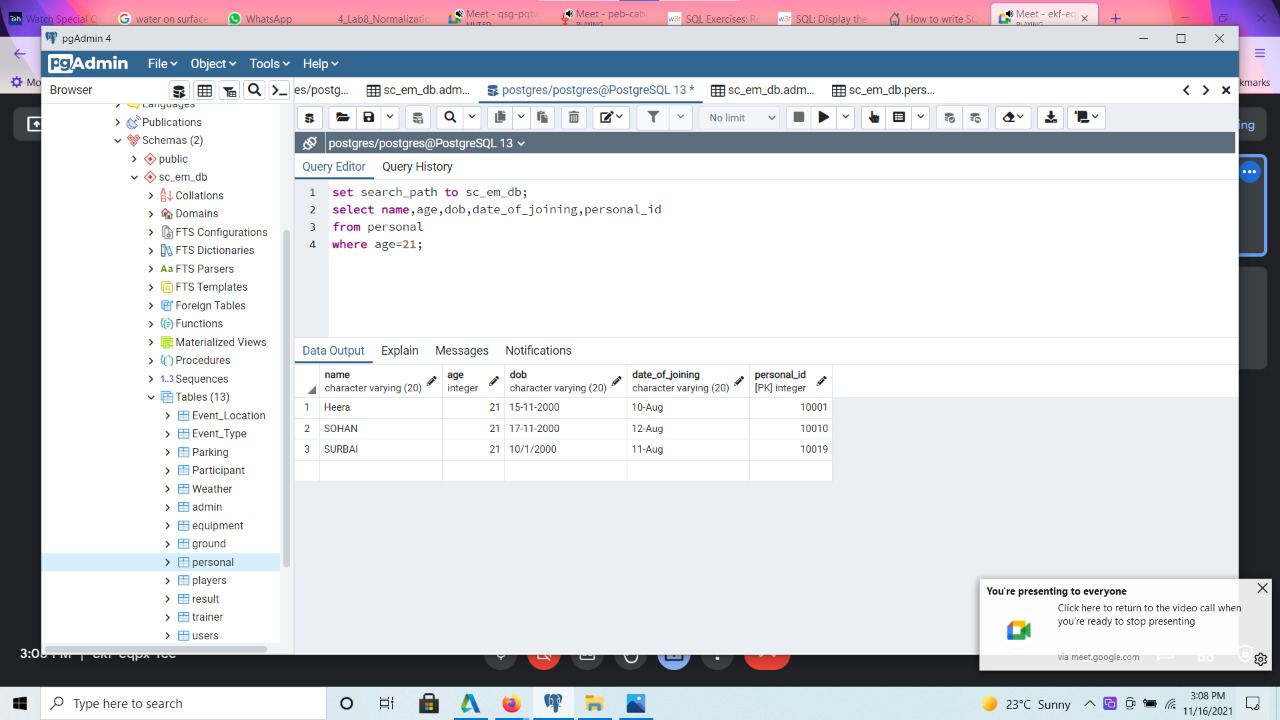 Watch Special O
water on surface
WhatsApp
4_Lab8_Normalizatio
Meet - qsg-pqtv
MUTED
Meet - peb-cab
PLAYING
SQL Exercises: Re
SQL: Display the
How to write SQ
Meet - ekf-eq
PLAYING
pgAdmin 4
pgAdmin
File
Object
Tools
Help
Browser
es/postg...
sc_em_db.adm...
postgres/postgres@PostgreSQL 13 *
sc_em_db.adm...
sc_em_db.pers...
No limit
postgres/postgres@PostgreSQL 13
Query Editor
Query History
1 set search_path to sc_em_db;
2 select name,age,dob,date_of_joining,personal_id
3 from personal
4 where age=21;
Languages
Publications
Schemas (2)
public
sc_em_db
Collations
Domains
FTS Configurations
FTS Dictionaries
Aa FTS Parsers
FTS Templates
Foreign Tables
Functions
Materialized Views
Procedures
1..3 Sequences
Tables (13)
Event_Location
Event_Type
Parking
Participant
Weather
admin
equipment
ground
personal
players
result
trainer
users
Data Output
Explain
Messages
Notifications
name age dob date_of_joining personal_id
character varying (20) integer character varying (20) character varying (20) [PK] integer
1 Heera 21 15-11-2000 10-Aug 10001
2 SOHAN 21 17-11-2000 12-Aug 10010
3 SURBAI 21 10/1/2000 11-Aug 10019
You're presenting to everyone
Click here to return to the video call when
you're ready to stop presenting
via meet.google.com
Type here to search
23°C Sunny
3:08 PM
11/16/2021